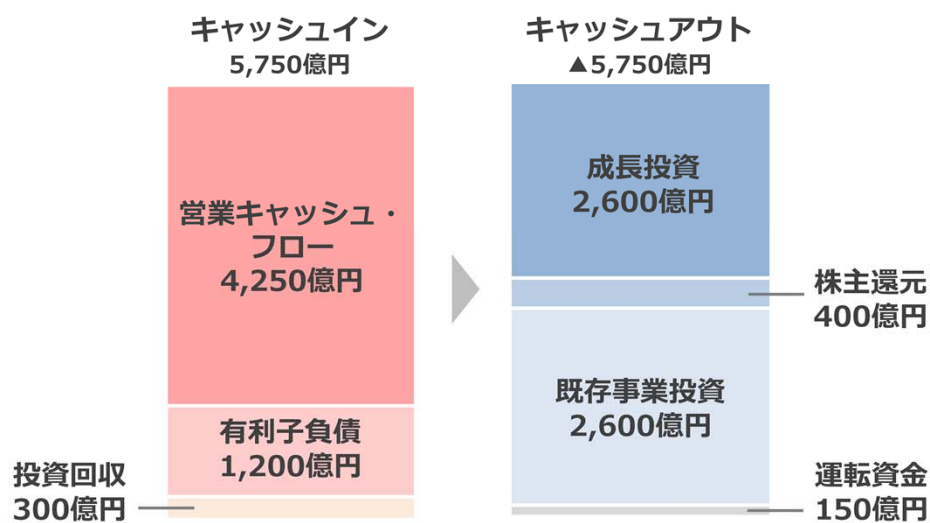 キャッシュイン
5,750億円
営業キャッシュ・
フロー
4,250億円
有利子負債
1,200億円
投資回収
300億円
キャッシュアウト
▲5,750億円
成長投資
2,600億円
株主還元
400億円
既存事業投資
2,600億円
運転資金
150億円